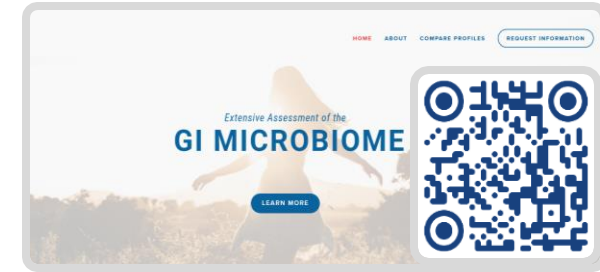 HOME ABOUT COMPARE PROFILES REQUEST INFORMATION
Extensive Assessment of the
GI MICROBIOME
LEARN MORE